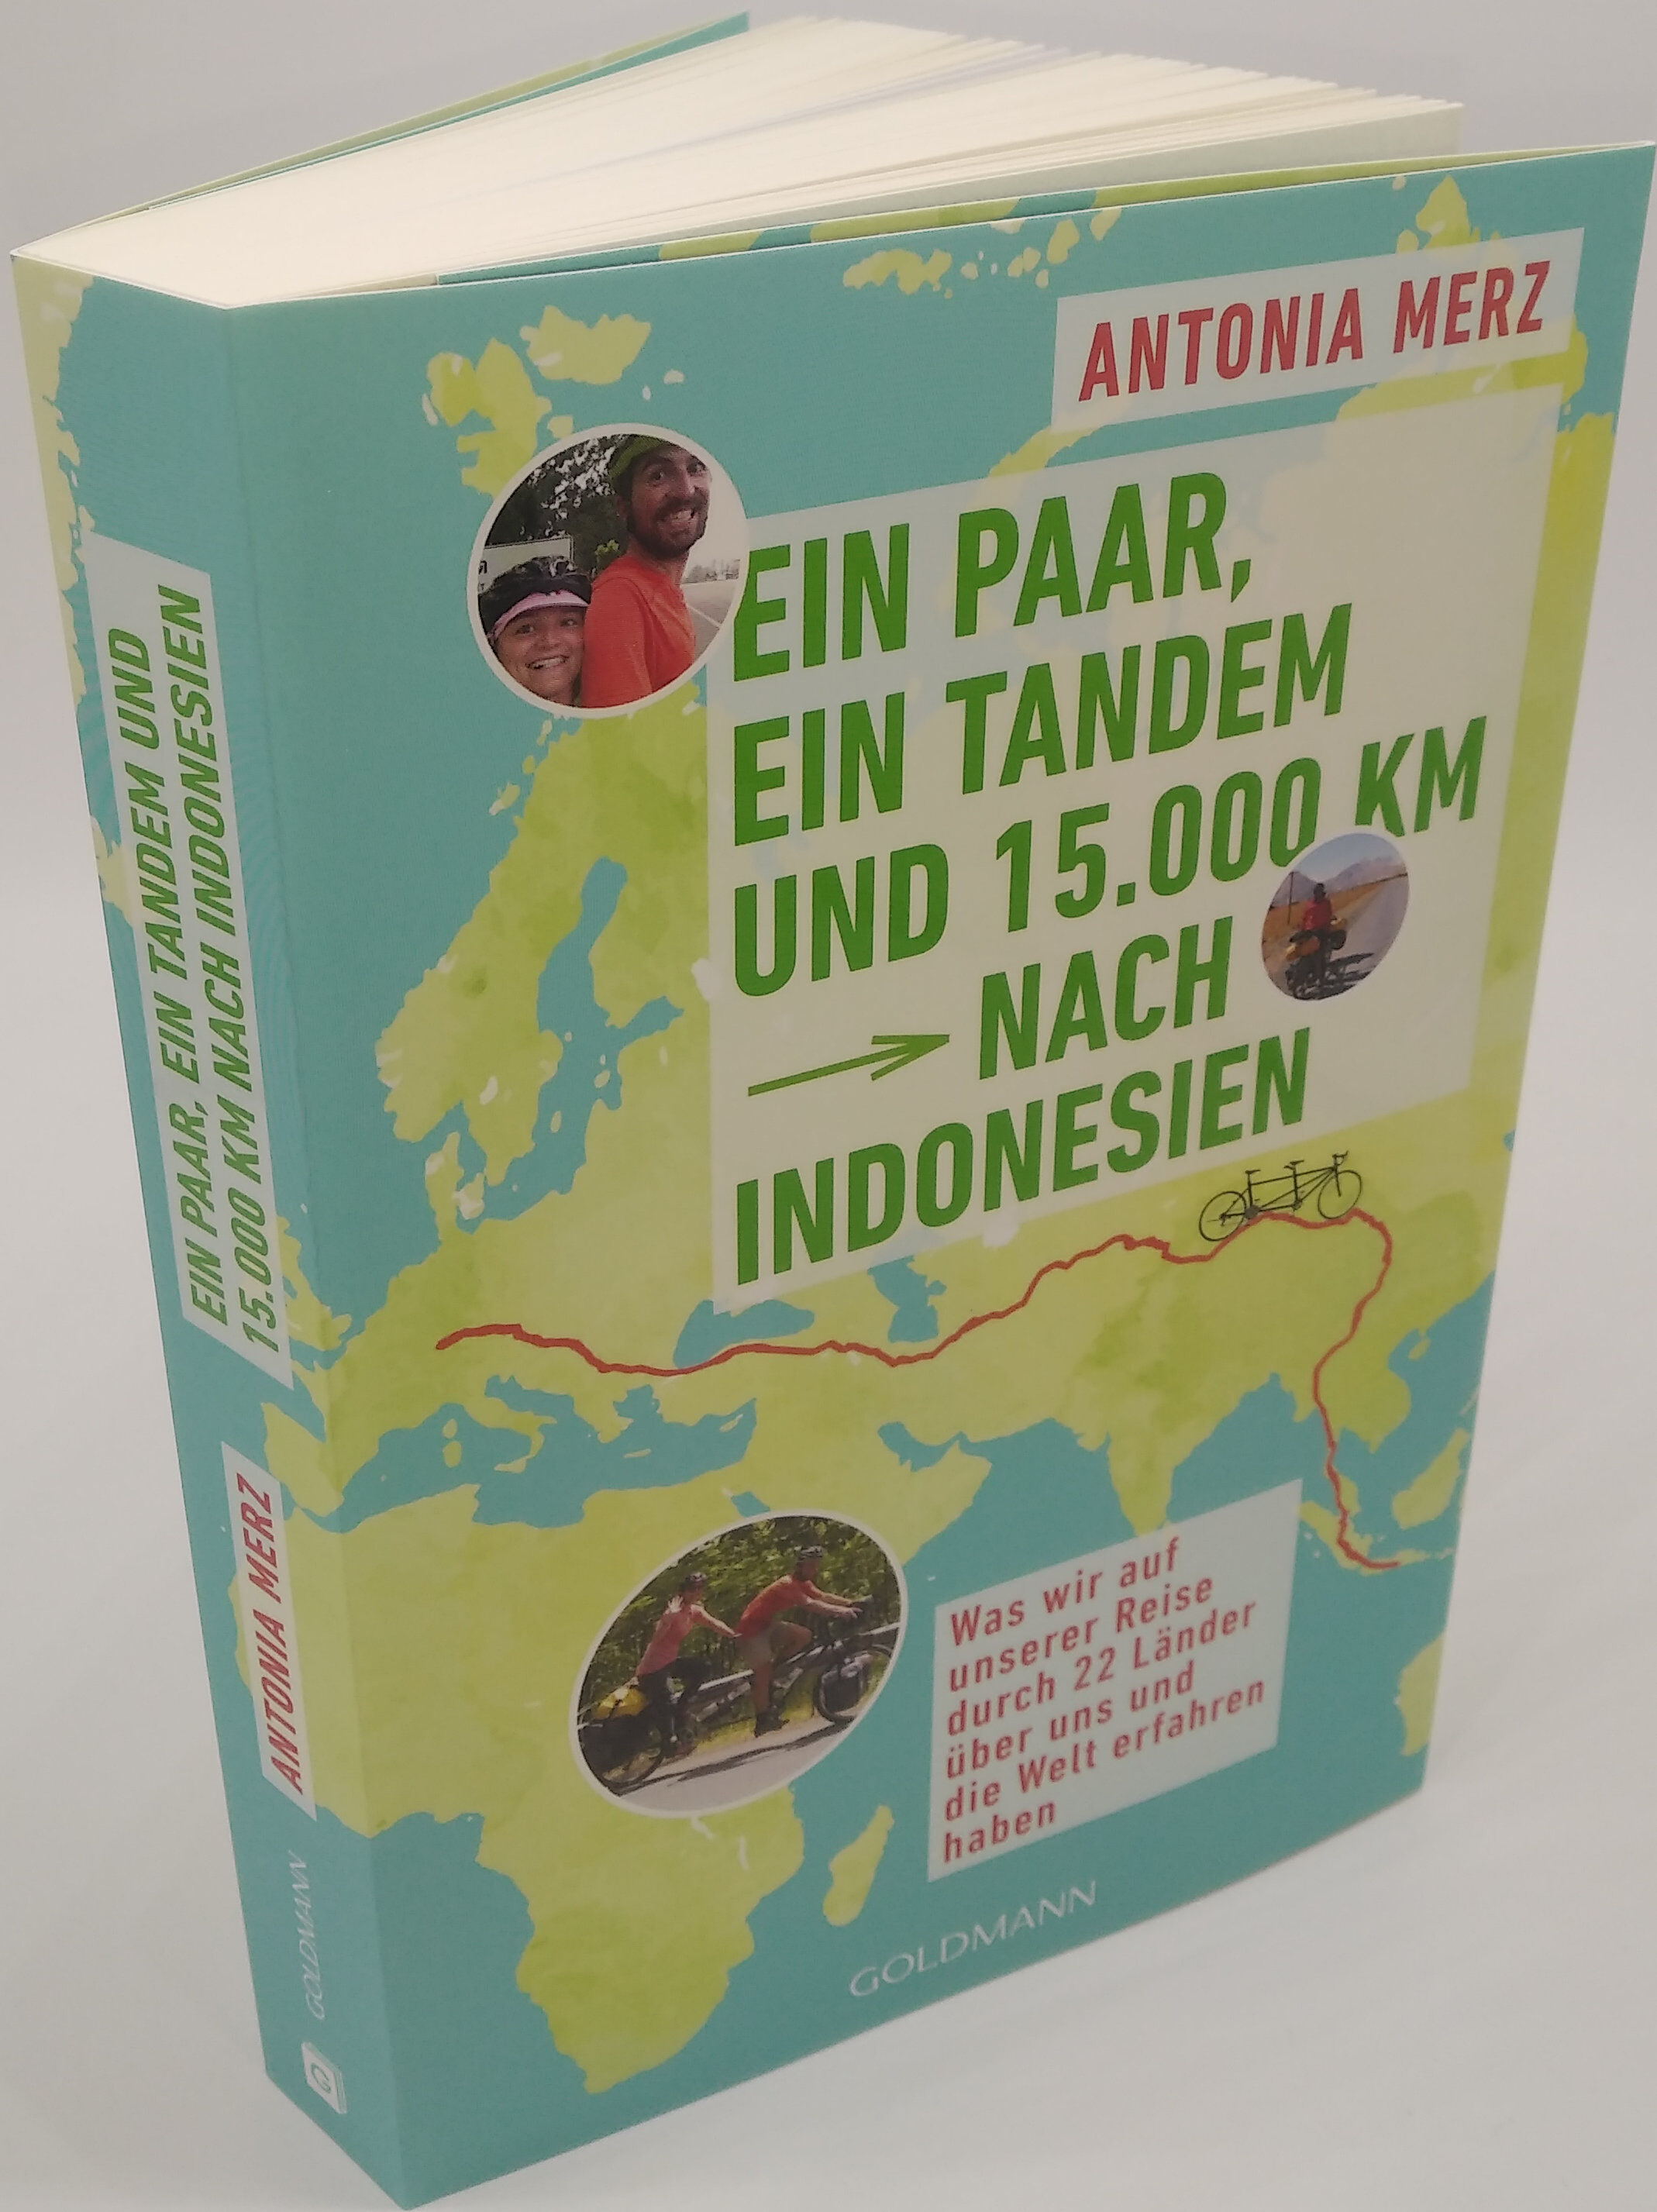 ANTONIA MERZ
EIN PAAR,
EIN TANDEM
UND 15.000 KM
NACH
INDONESIEN
Was wir auf
unserer Reise
durch 22 Länder
über uns und
die Welt erfahren
haben
GOLDMANN
EIN PAAR, EIN TANDEM UND
15.000 KM NACH INDONESIEN
ANTONIA MERZ
GOLDMANN
G